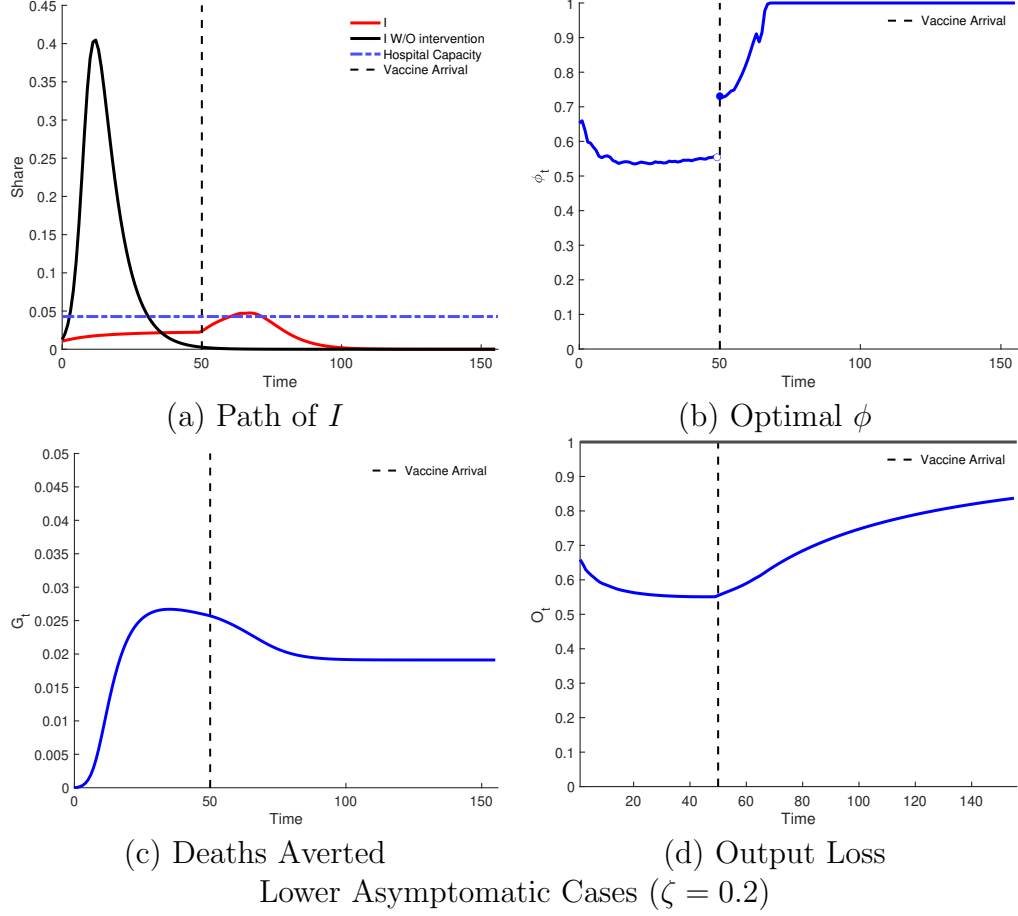 I
I W/O intervention
Hospital Capacity
Vaccine Arrival
0.45
0.4
0.35
0.3
0.25
0.2
0.15
0.1
0.05
0
Share
0 50 100 150
Time
(a) Path of I
Vaccine Arrival
1
0.9
0.8
0.7
0.6
0.5
0.4
0.3
0.2
0.1
0
ϕt
0 50 100 150
Time
(b) Optimal ϕ
Vaccine Arrival
0.05
0.045
0.04
0.035
0.03
0.025
0.02
0.015
0.01
0.005
0
Gt
0 50 100 150
Time
(c) Deaths Averted
Vaccine Arrival
1
0.9
0.8
0.7
0.6
0.5
0.4
0.3
0.2
0.1
0
Ot
20 40 60 80 100 120 140
Time
(d) Output Loss
Lower Asymptomatic Cases (ζ = 0.2)